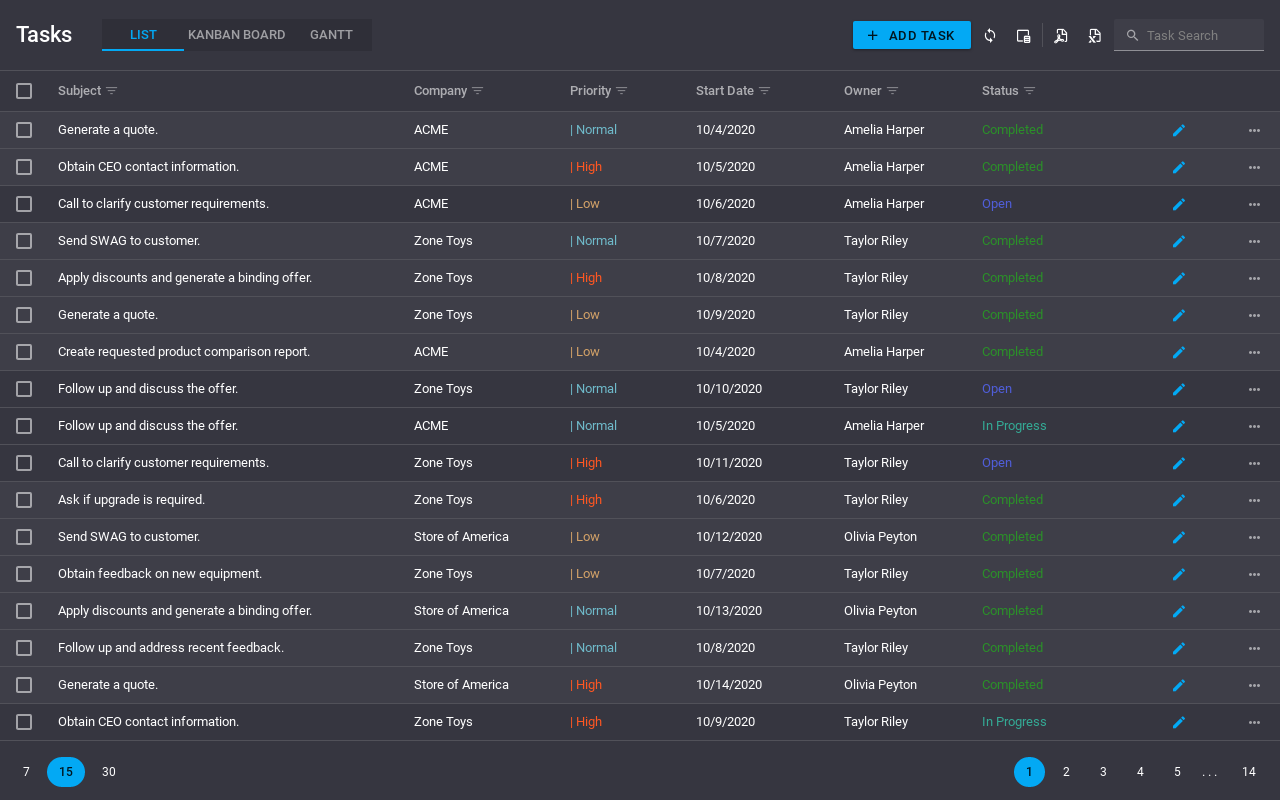 Tasks LIST KANBAN BOARD GANTT ADD TASK Task Search
Subject Company Priority Start Date Owner Status
Generate a quote. ACME | Normal 10/4/2020 Amelia Harper Completed
Obtain CEO contact information. ACME | High 10/5/2020 Amelia Harper Completed
Call to clarify customer requirements. ACME | Low 10/6/2020 Amelia Harper Open
Send SWAG to customer. Zone Toys | Normal 10/7/2020 Taylor Riley Completed
Apply discounts and generate a binding offer. Zone Toys | High 10/8/2020 Taylor Riley Completed
Generate a quote. Zone Toys | Low 10/9/2020 Taylor Riley Completed
Create requested product comparison report. ACME | Low 10/4/2020 Amelia Harper Completed
Follow up and discuss the offer. Zone Toys | Normal 10/10/2020 Taylor Riley Open
Follow up and discuss the offer. ACME | Normal 10/5/2020 Amelia Harper In Progress
Call to clarify customer requirements. Zone Toys | High 10/11/2020 Taylor Riley Open
Ask if upgrade is required. Zone Toys | High 10/6/2020 Taylor Riley Completed
Send SWAG to customer. Store of America | Low 10/12/2020 Olivia Peyton Completed
Obtain feedback on new equipment. Zone Toys | Low 10/7/2020 Taylor Riley Completed
Apply discounts and generate a binding offer. Store of America | Normal 10/13/2020 Olivia Peyton Completed
Follow up and address recent feedback. Zone Toys | Normal 10/8/2020 Taylor Riley Completed
Generate a quote. Store of America | High 10/14/2020 Olivia Peyton Completed
Obtain CEO contact information. Zone Toys | High 10/9/2020 Taylor Riley In Progress
7 15 30 1 2 3 4 5 . . . 14